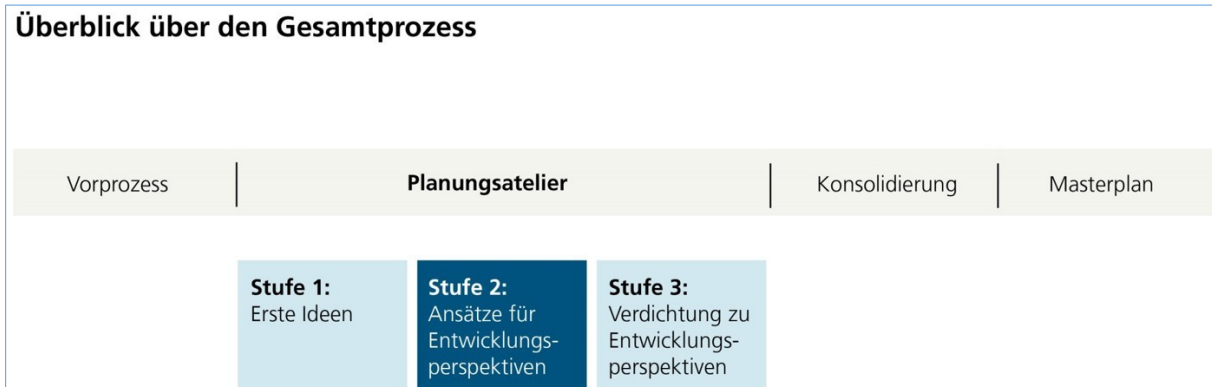 Überblick über den Gesamtprozess
Vorprozess
Planungsatelier
Konsolidierung
Masterplan
Stufe 1:
Erste Ideen
Stufe 2:
Ansätze für
Entwicklungs-
perspektiven
Stufe 3:
Verdichtung zu
Entwicklungs-
perspektiven